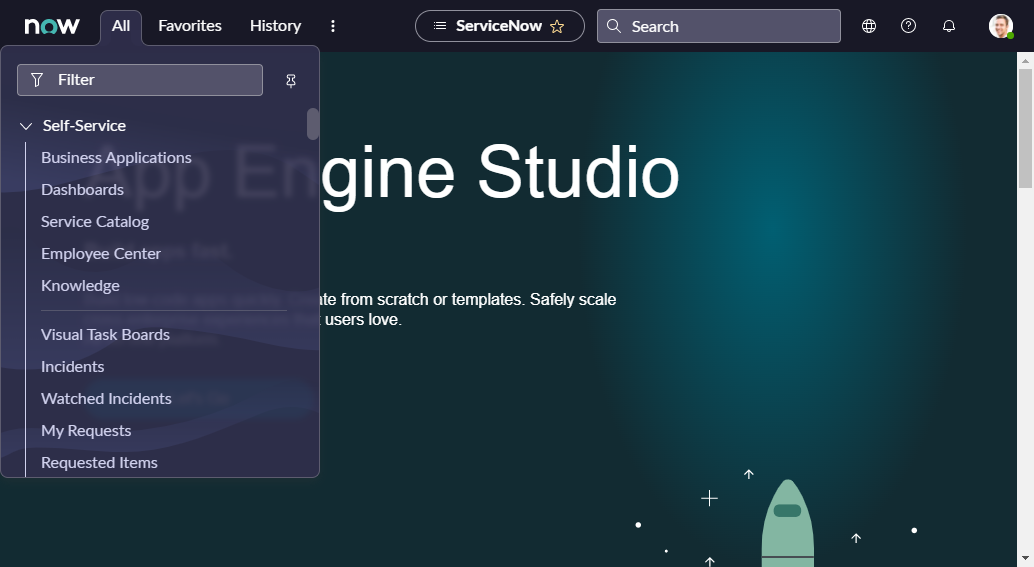 now All Favorites History ServiceNow Search
Filter
Self-Service
Business Applications
App Engine Studio
Dashboards
Service Catalog
Employee Center
Knowledge
ate from scratch or templates. Safely scale
users love.
Visual Task Boards
Incidents
Watched Incidents
My Requests
Requested Items